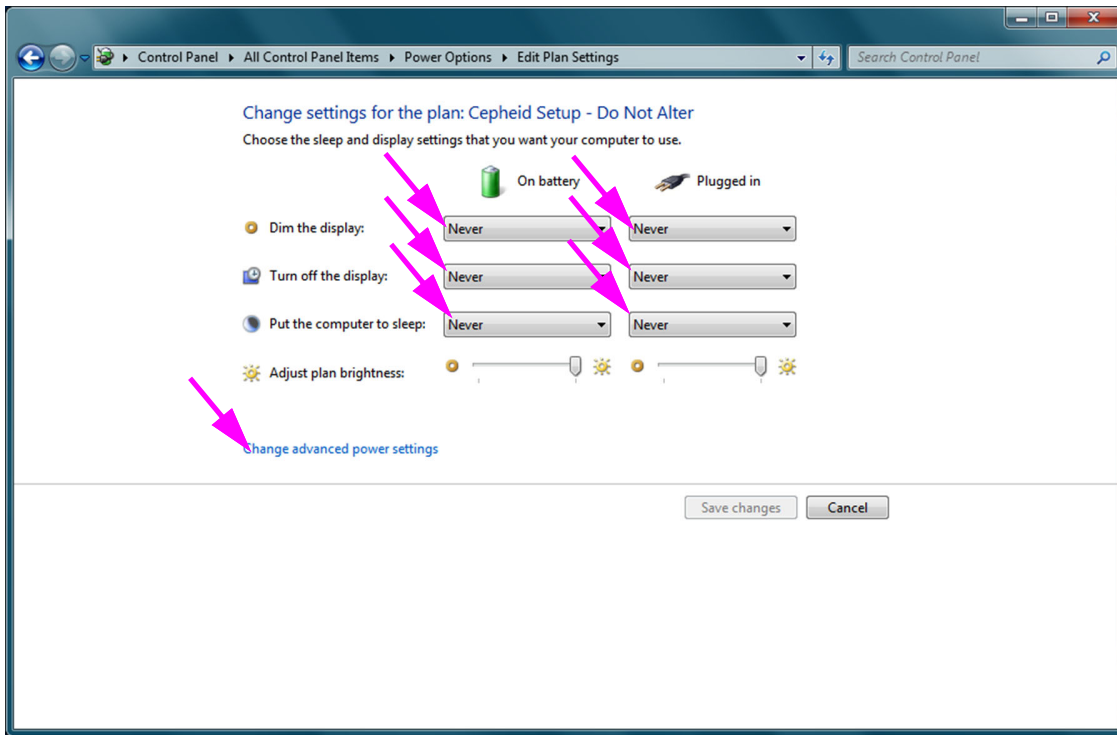 Control Panel All Control Panel Items Power Options Edit Plan Settings Search Control Panel
Change settings for the plan: Cepheid Setup - Do Not Alter
Choose the sleep and display settings that you want your computer to use.
On battery Plugged in
Dim the display: Never Never
Turn off the display: Never Never
Put the computer to sleep: Never Never
Adjust plan brightness:
Change advanced power settings
Save changes Cancel